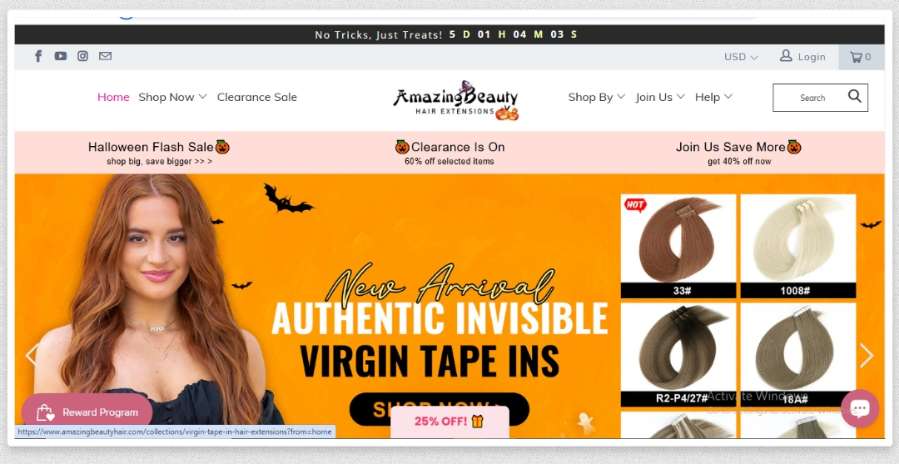 No Tricks, Just Treats! 5 D 01 H 04 M 03 S
USD Login 0
Home Shop Now Clearance Sale
AmazingBeauty
HAIR EXTENSIONS
Shop By Join Us Help
Search
Halloween Flash Sale
shop big, save bigger >> >
Clearance Is On
60% off selected items
Join Us Save More
get 40% off now
New Arrival
AUTHENTIC INVISIBLE
VIRGIN TAPE INS
SHOP NOW
HOT
33#
1008#
R2-P4/27#
18A#
Activate Windows
Reward Program
25% OFF!
https://www.amazingbeautyhair.com/collections/virgin-tape-in-hair-extensions?from=home